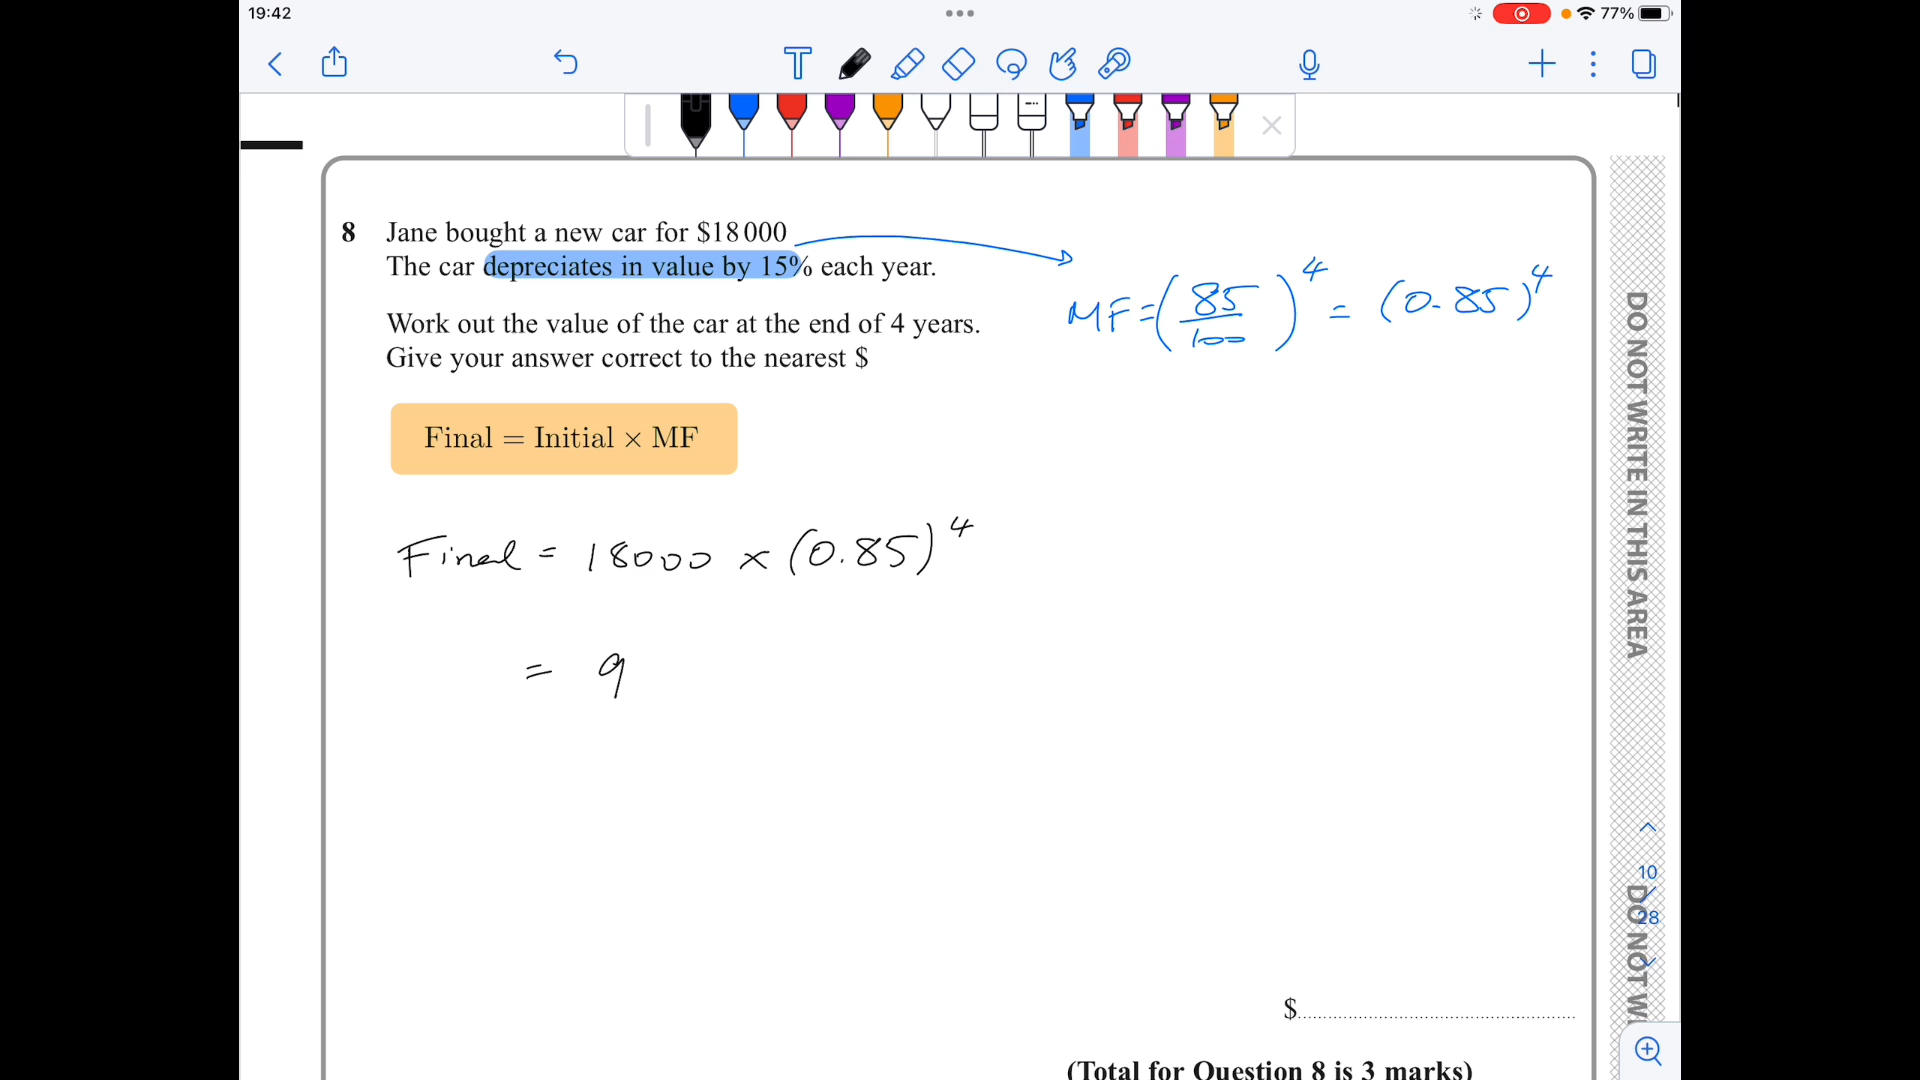 19:42
77%
T
8 Jane bought a new car for $18 000
The car depreciates in value by 15% each year.
Work out the value of the car at the end of 4 years.
Give your answer correct to the nearest $
MF = (85/100)^4 = (0.85)^4
Final = Initial × MF
Final = 18000 × (0.85)^4
= 9
$
(Total for Question 8 is 3 marks)
DO NOT WRITE IN THIS AREA
10
28
DO NOT W